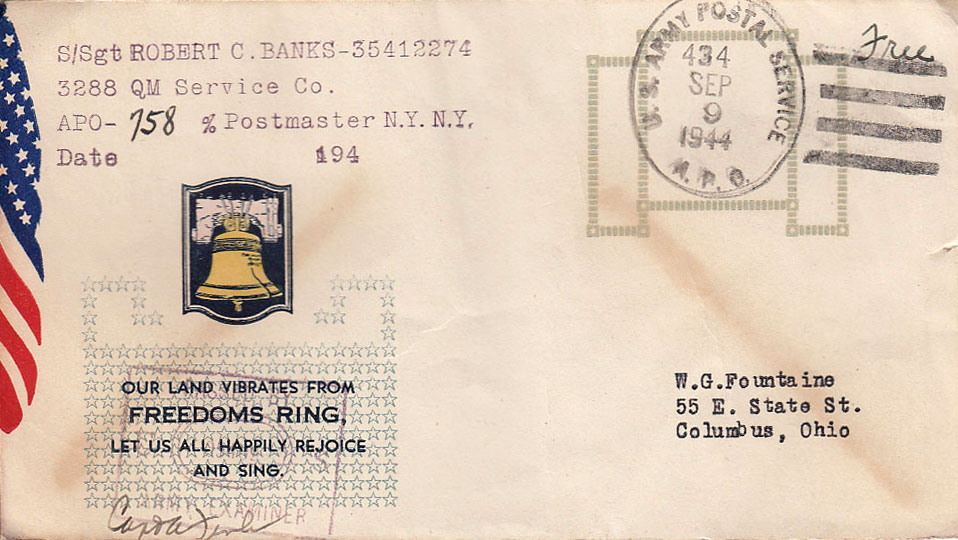 S/Sgt ROBERT C. BANKS-35412274
3288 QM Service Co.
APO- 758 % Postmaster N.Y. N.Y.
Date 194
U. S. ARMY POSTAL SERVICE
434
SEP
9
1944
A. P. O.
Free
OUR LAND VIBRATES FROM
FREEDOMS RING,
LET US ALL HAPPILY REJOICE
AND SING.
ARMY EXAMINER
W.G.Fountaine
55 E. State St.
Columbus, Ohio